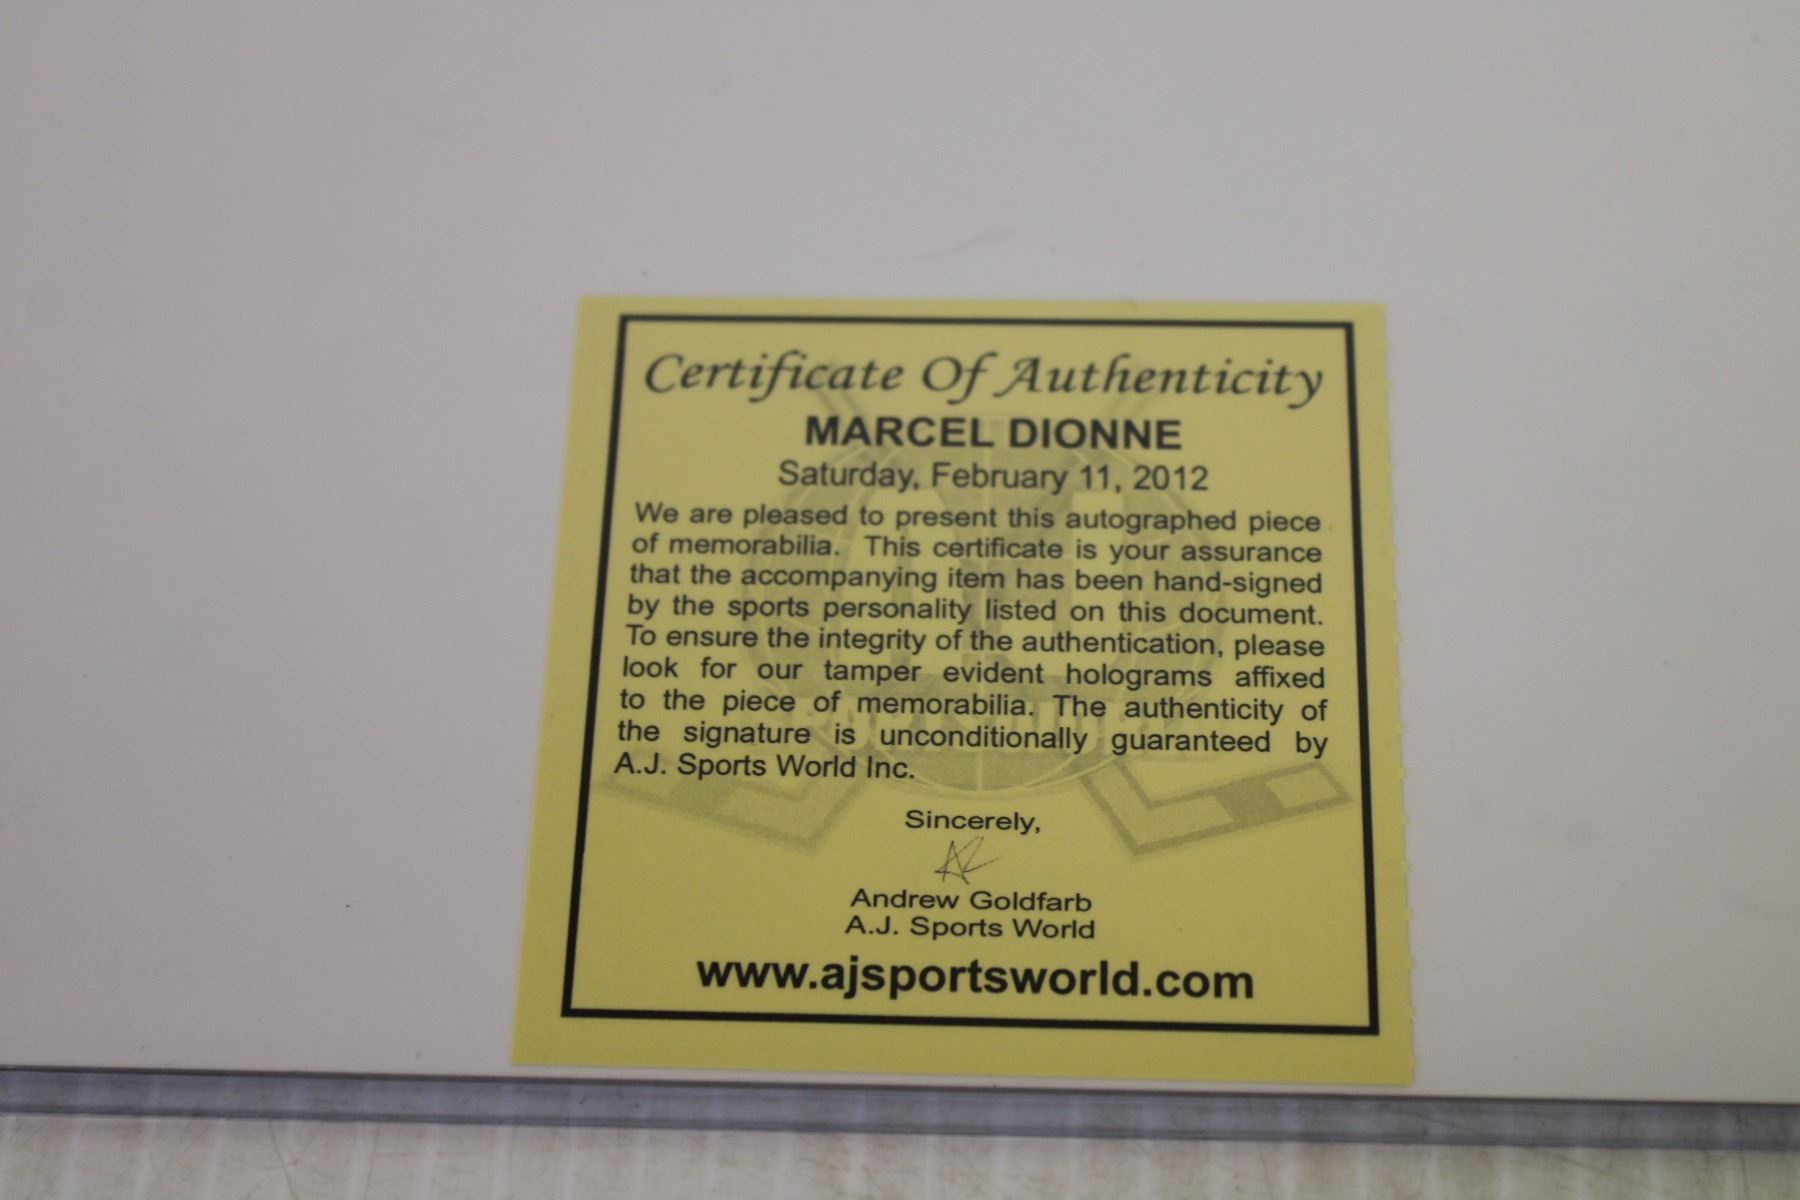 Certificate Of Authenticity
MARCEL DIONNE
Saturday, February 11, 2012
We are pleased to present this autographed piece
of memorabilia. This certificate is your assurance
that the accompanying item has been hand-signed
by the sports personality listed on this document.
To ensure the integrity of the authentication, please
look for our tamper evident holograms affixed
to the piece of memorabilia. The authenticity of
the signature is unconditionally guaranteed by
A.J. Sports World Inc.
Sincerely,
Andrew Goldfarb
A.J. Sports World
www.ajsportsworld.com